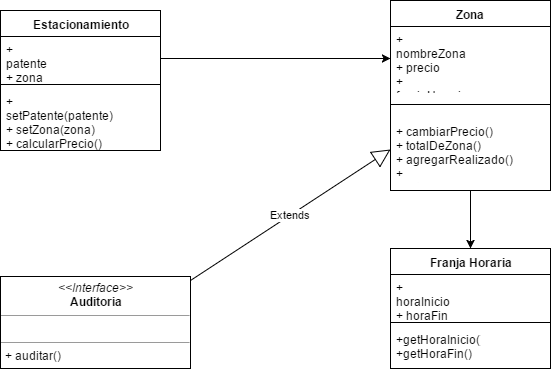 Estacionamiento
+
patente
+ zona
+
setPatente(patente)
+ setZona(zona)
+ calcularPrecio()
Zona
+
nombreZona
+ precio
+
+ cambiarPrecio()
+ totalDeZona()
+ agregarRealizado()
+
Extends
<<Interface>>
Auditoria
+ auditar()
Franja Horaria
+
horaInicio
+ horaFin
+getHoraInicio(
+getHoraFin()